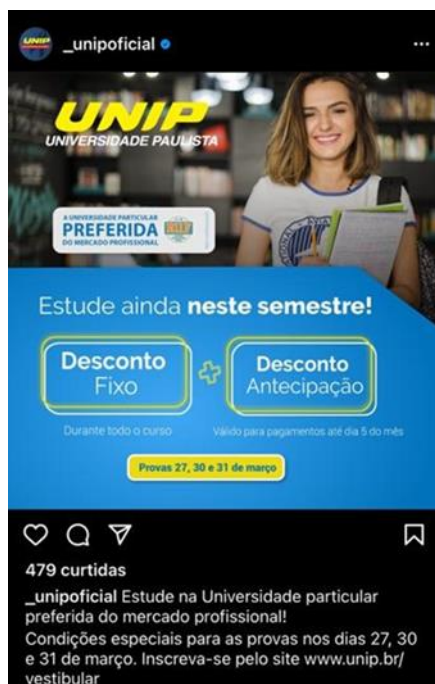 _unipoficial
UNIP
UNIVERSIDADE PAULISTA
A UNIVERSIDADE PARTICULAR
PREFERIDA
DO MERCADO PROFISSIONAL
Estude ainda neste semestre!
Desconto
Fixo
Desconto
Antecipação
Durante todo o curso
Válido para pagamentos até dia 5 do mês
Provas 27, 30 e 31 de março
479 curtidas
_unipoficial Estude na Universidade particular
preferida do mercado profissional!
Condições especiais para as provas nos dias 27, 30
e 31 de março. Inscreva-se pelo site www.unip.br/
vestibular